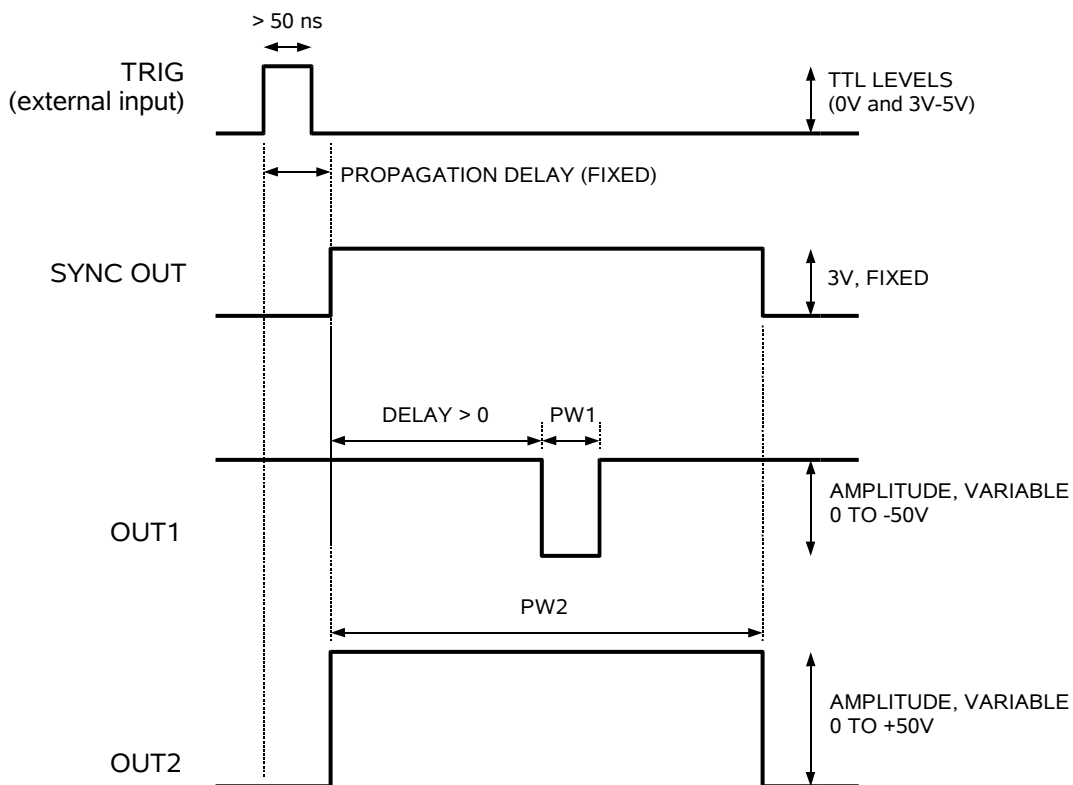 > 50 ns
TRIG
(external input)
TTL LEVELS
(0V and 3V-5V)
PROPAGATION DELAY (FIXED)
SYNC OUT
3V, FIXED
DELAY > 0
PW1
AMPLITUDE, VARIABLE
0 TO -50V
OUT1
PW2
AMPLITUDE, VARIABLE
0 TO +50V
OUT2